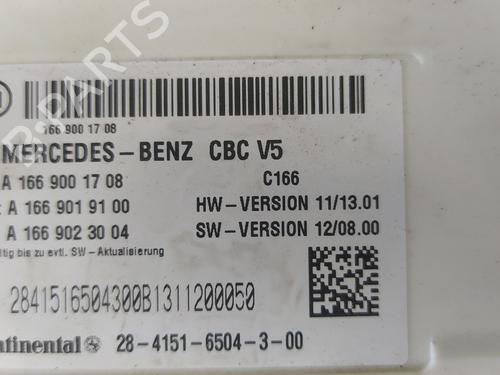 166 900 17 08
MERCEDES-BENZ CBC V5
A 166 900 17 08 C166
A 166 901 91 00 HW-VERSION 11/13.01
A 166 902 30 04 SW-VERSION 12/08.00
bis zu evtl. SW-Aktualisierung
2841516504300B1311200050
28-4151-6504-3-00
B-PARTS